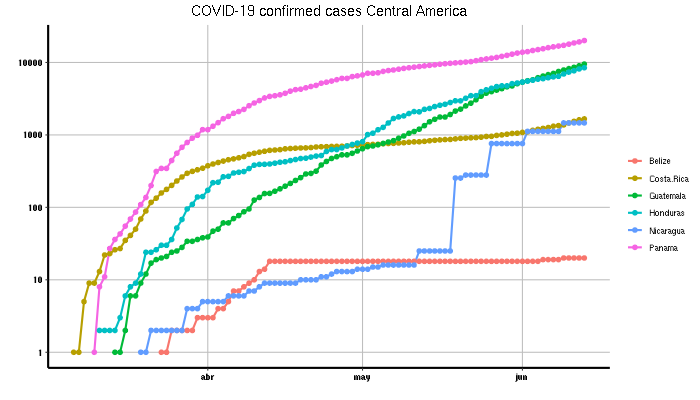 COVID-19 confirmed cases Central America
10000
1000
100
10
1
abr
may
jun
Belize
Costa.Rica
Guatemala
Honduras
Nicaragua
Panama